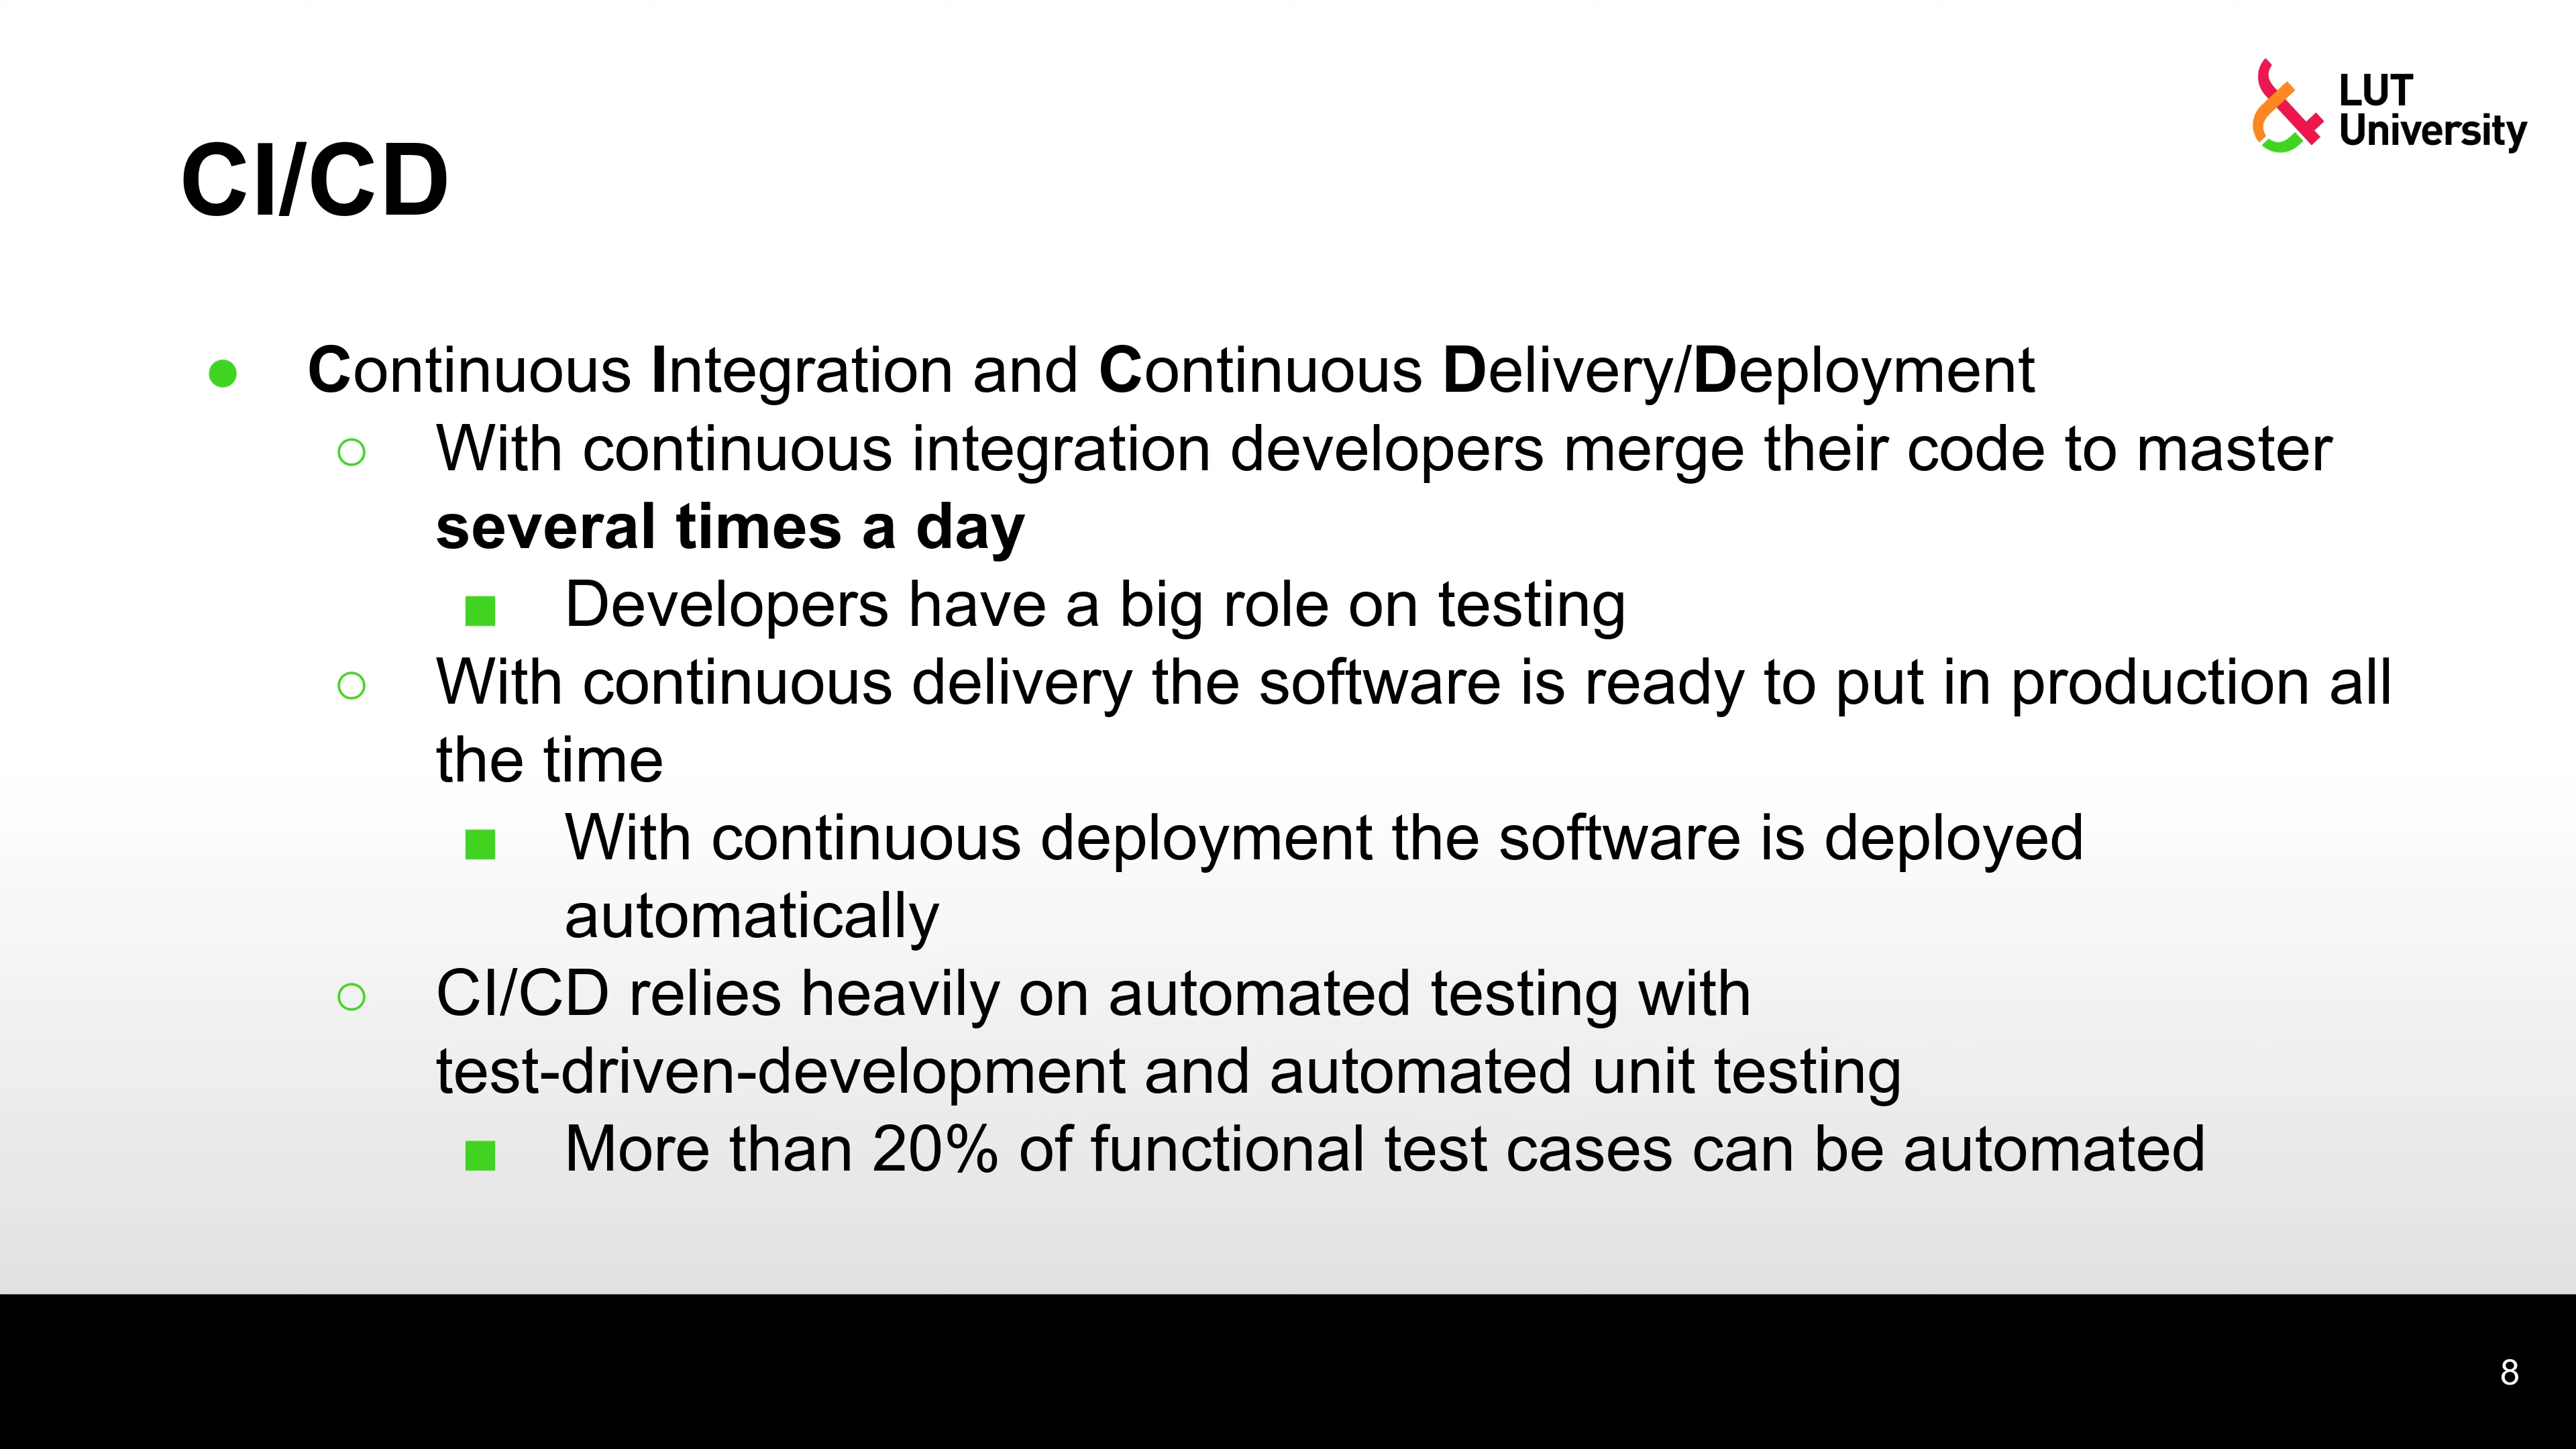 LUT
University
CI/CD
● Continuous Integration and Continuous Delivery/Deployment
○ With continuous integration developers merge their code to master
several times a day
■ Developers have a big role on testing
○ With continuous delivery the software is ready to put in production all
the time
■ With continuous deployment the software is deployed
automatically
○ CI/CD relies heavily on automated testing with
test-driven-development and automated unit testing
■ More than 20% of functional test cases can be automated
8